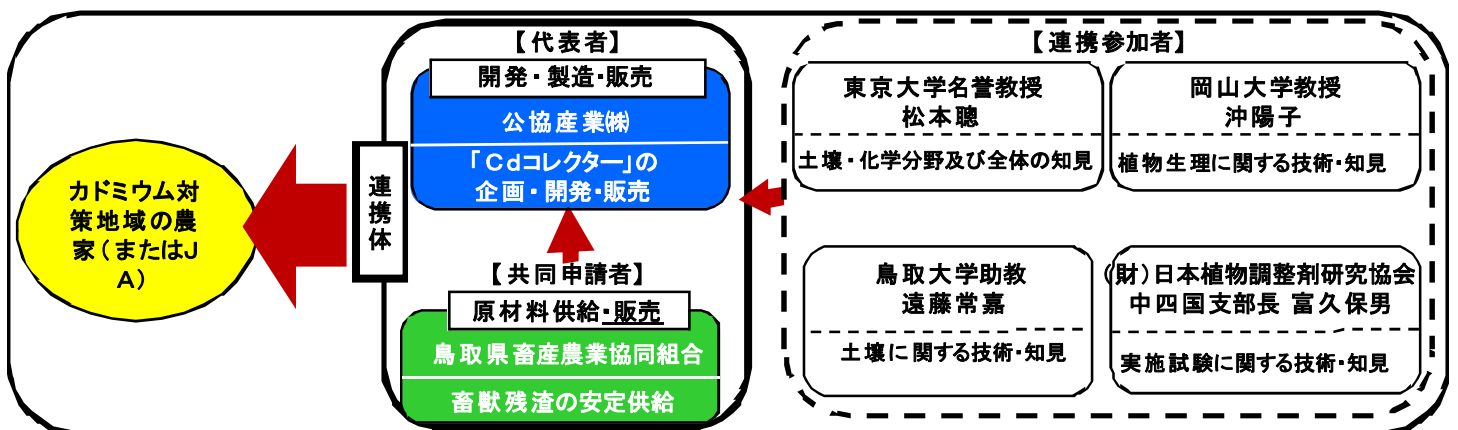 カドミウム対
策地域の農
家(またはJ
A)
連携体
【代表者】
開発・製造・販売
公協産業㈱
「Cdコレクター」の
企画・開発・販売
【共同申請者】
原材料供給・販売
鳥取県畜産農業協同組合
畜獣残渣の安定供給
【連携参加者】
東京大学名誉教授
松本聰
土壌・化学分野及び全体の知見
岡山大学教授
沖陽子
植物生理に関する技術・知見
鳥取大学助教
遠藤常嘉
土壌に関する技術・知見
(財)日本植物調整剤研究協会
中四国支部長 富久保男
実施試験に関する技術・知見